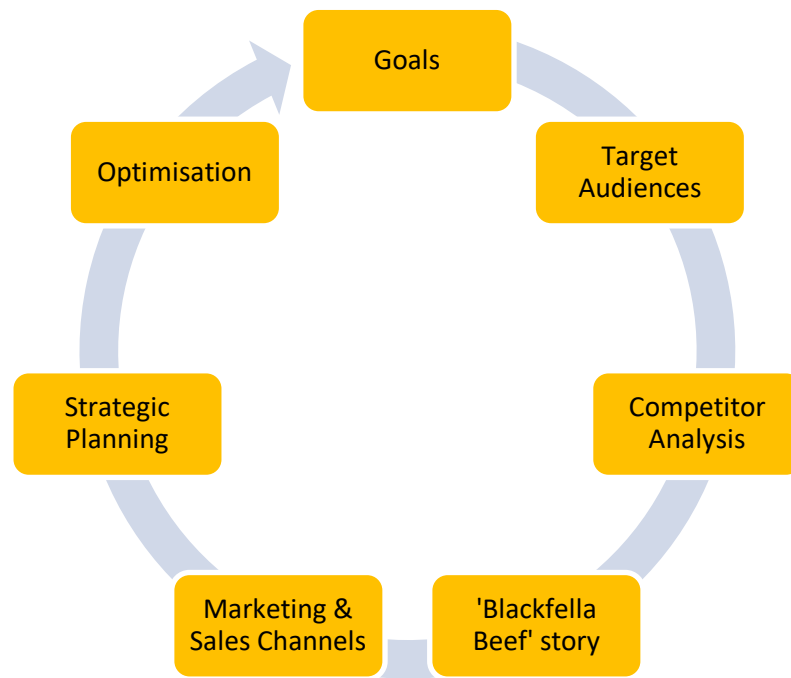 Goals
Target
Audiences
Competitor
Analysis
'Blackfella
Beef' story
Marketing &
Sales Channels
Strategic
Planning
Optimisation